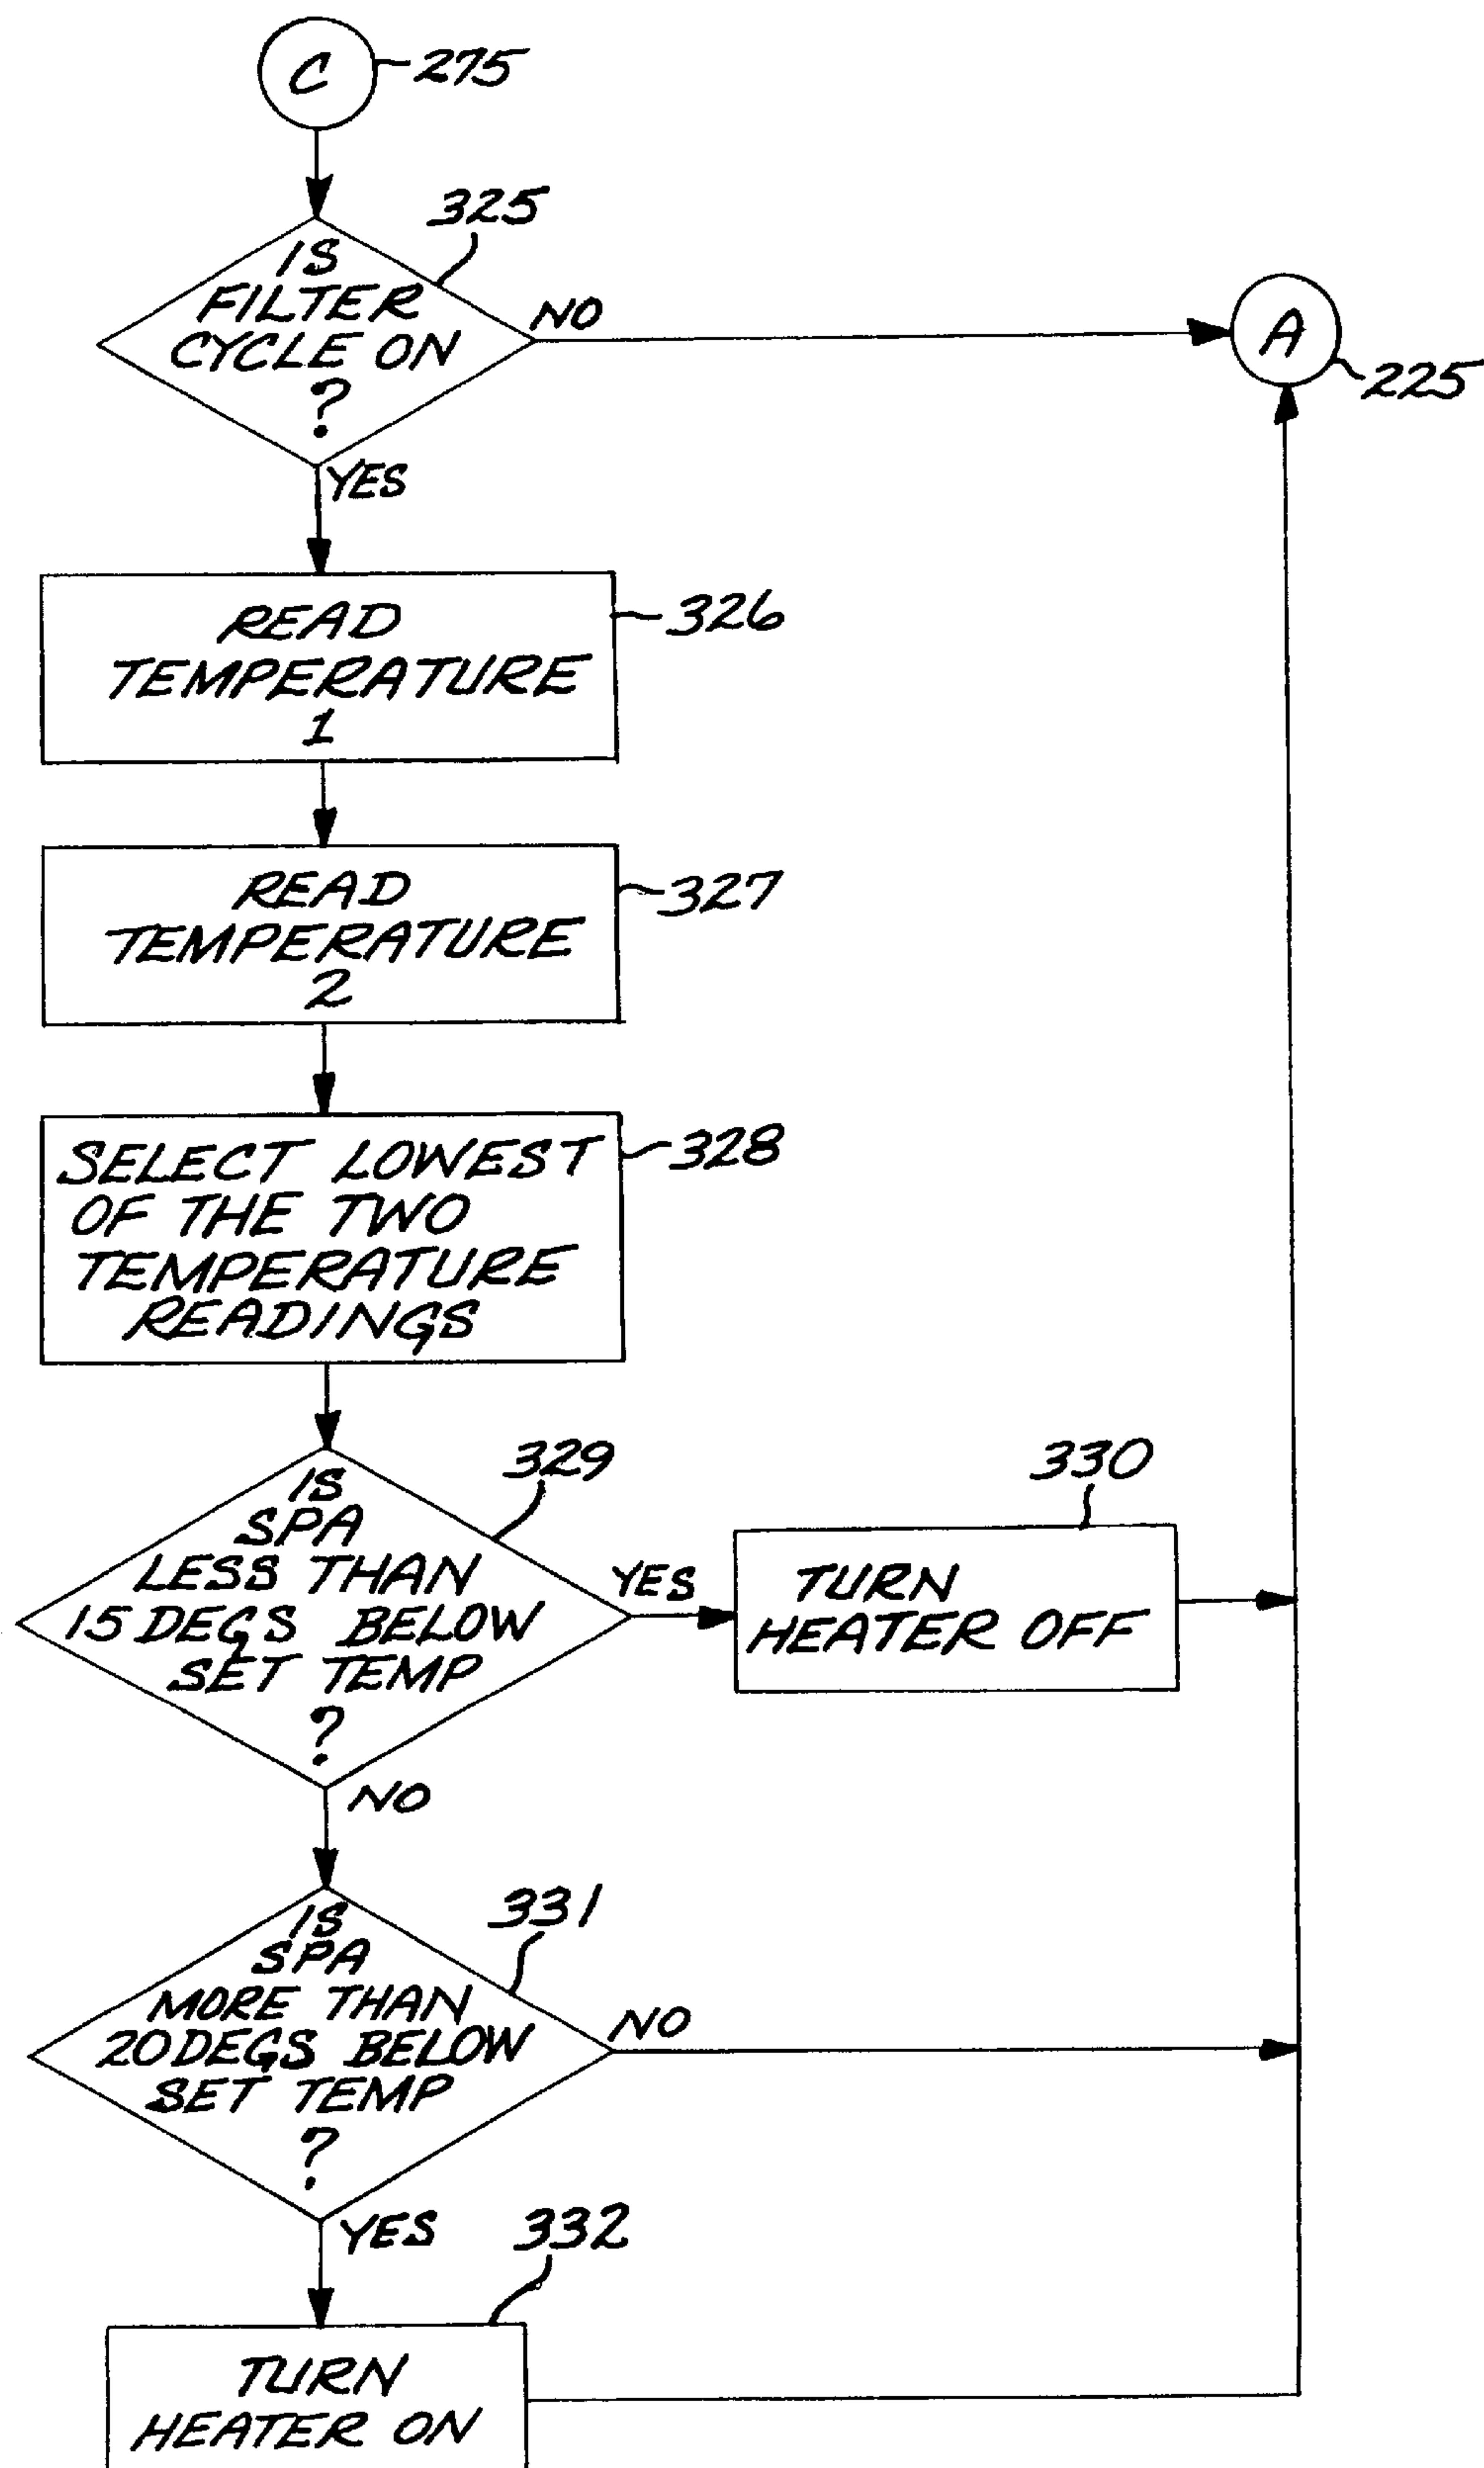 C
275
325
IS
FILTER
CYCLE ON
?
NO
A
225
YES
READ
TEMPERATURE
1
326
READ
TEMPERATURE
2
327
SELECT LOWEST
OF THE TWO
TEMPERATURE
READINGS
328
329
IS
SPA
LESS THAN
15 DEGS BELOW
SET TEMP
?
YES
330
TURN
HEATER OFF
NO
331
IS
SPA
MORE THAN
20 DEGS BELOW
SET TEMP
?
NO
YES
332
TURN
HEATER ON